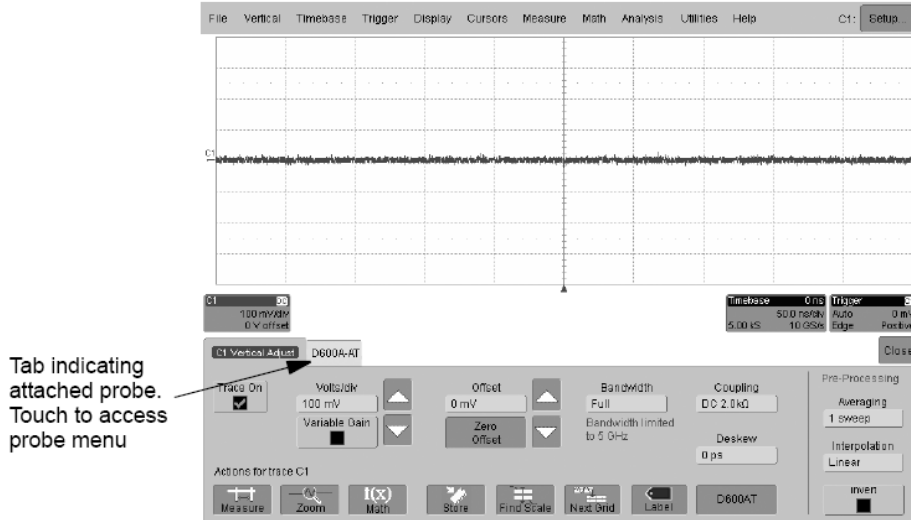 File Vertical Timebase Trigger Display Cursors Measure Math Analysis Utilities Help C1: Setup...
C1
C1
100 mV/div
0 V offset
Timebase 0 ns Trigger
50.0 ns/div Auto 0 mV
5.00 kS 10 GS/s Edge Positive
Close
C1 Vertical Adjust D600A-AT
Tab indicating
attached probe.
Touch to access
probe menu
Trace On
Volts/div
100 mV
Variable Gain
Offset
0 mV
Zero
Offset
Bandwidth
Full
Bandwidth limited
to 5 GHz
Coupling
DC 2.0kΩ
Deskew
0 ps
Pre-Processing
Averaging
1 sweep
Interpolation
Linear
Invert
Actions for trace C1
Measure
Zoom
f(x)
Math
Store
Find Scale
Next Grid
Label
D600AT